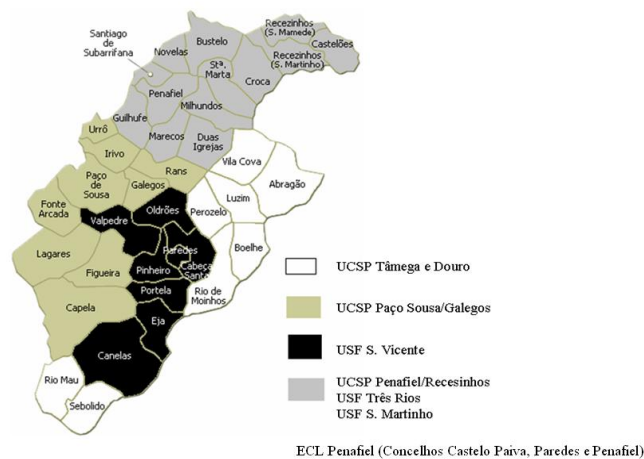 Santiago
de
Subarrifana
Novelas
Bustelo
Recezinhos
(S. Mamede)
Castelões
Recezinhos
(S. Martinho)
Stª.
Marta
Croca
Penafiel
Milhundos
Guilhufe
Marecos
Duas
Igrejas
Urrô
Irivo
Vila Cova
Rans
Paço
de
Sousa
Galegos
Abragão
Luzim
Fonte
Arcada
Valpedre
Oldrões
Perozelo
Boelhe
Lagares
Paredes
Figueira
Pinheiro
Cabeça
Santa
Portela
Rio de
Moinhos
Capela
Eja
Canelas
Rio Mau
Sebolido
UCSP Tâmega e Douro
UCSP Paço Sousa/Galegos
USF S. Vicente
UCSP Penafiel/Recesinhos
USF Três Rios
USF S. Martinho
ECL Penafiel (Concelhos Castelo Paiva, Paredes e Penafiel)